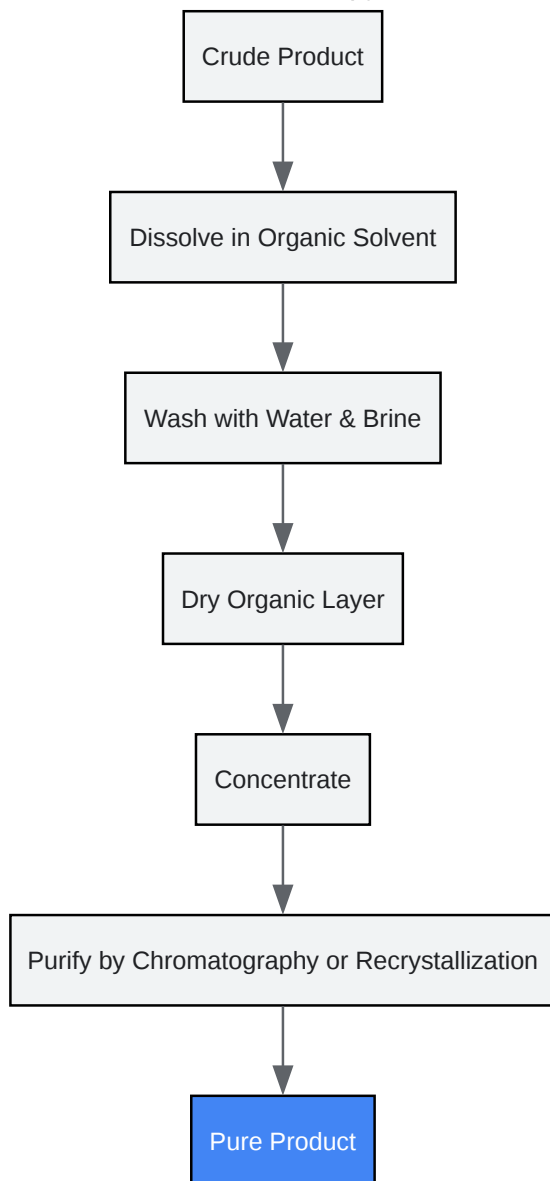 Crude Product
Dissolve in Organic Solvent
Wash with Water & Brine
Dry Organic Layer
Concentrate
Purify by Chromatography or Recrystallization
Pure Product